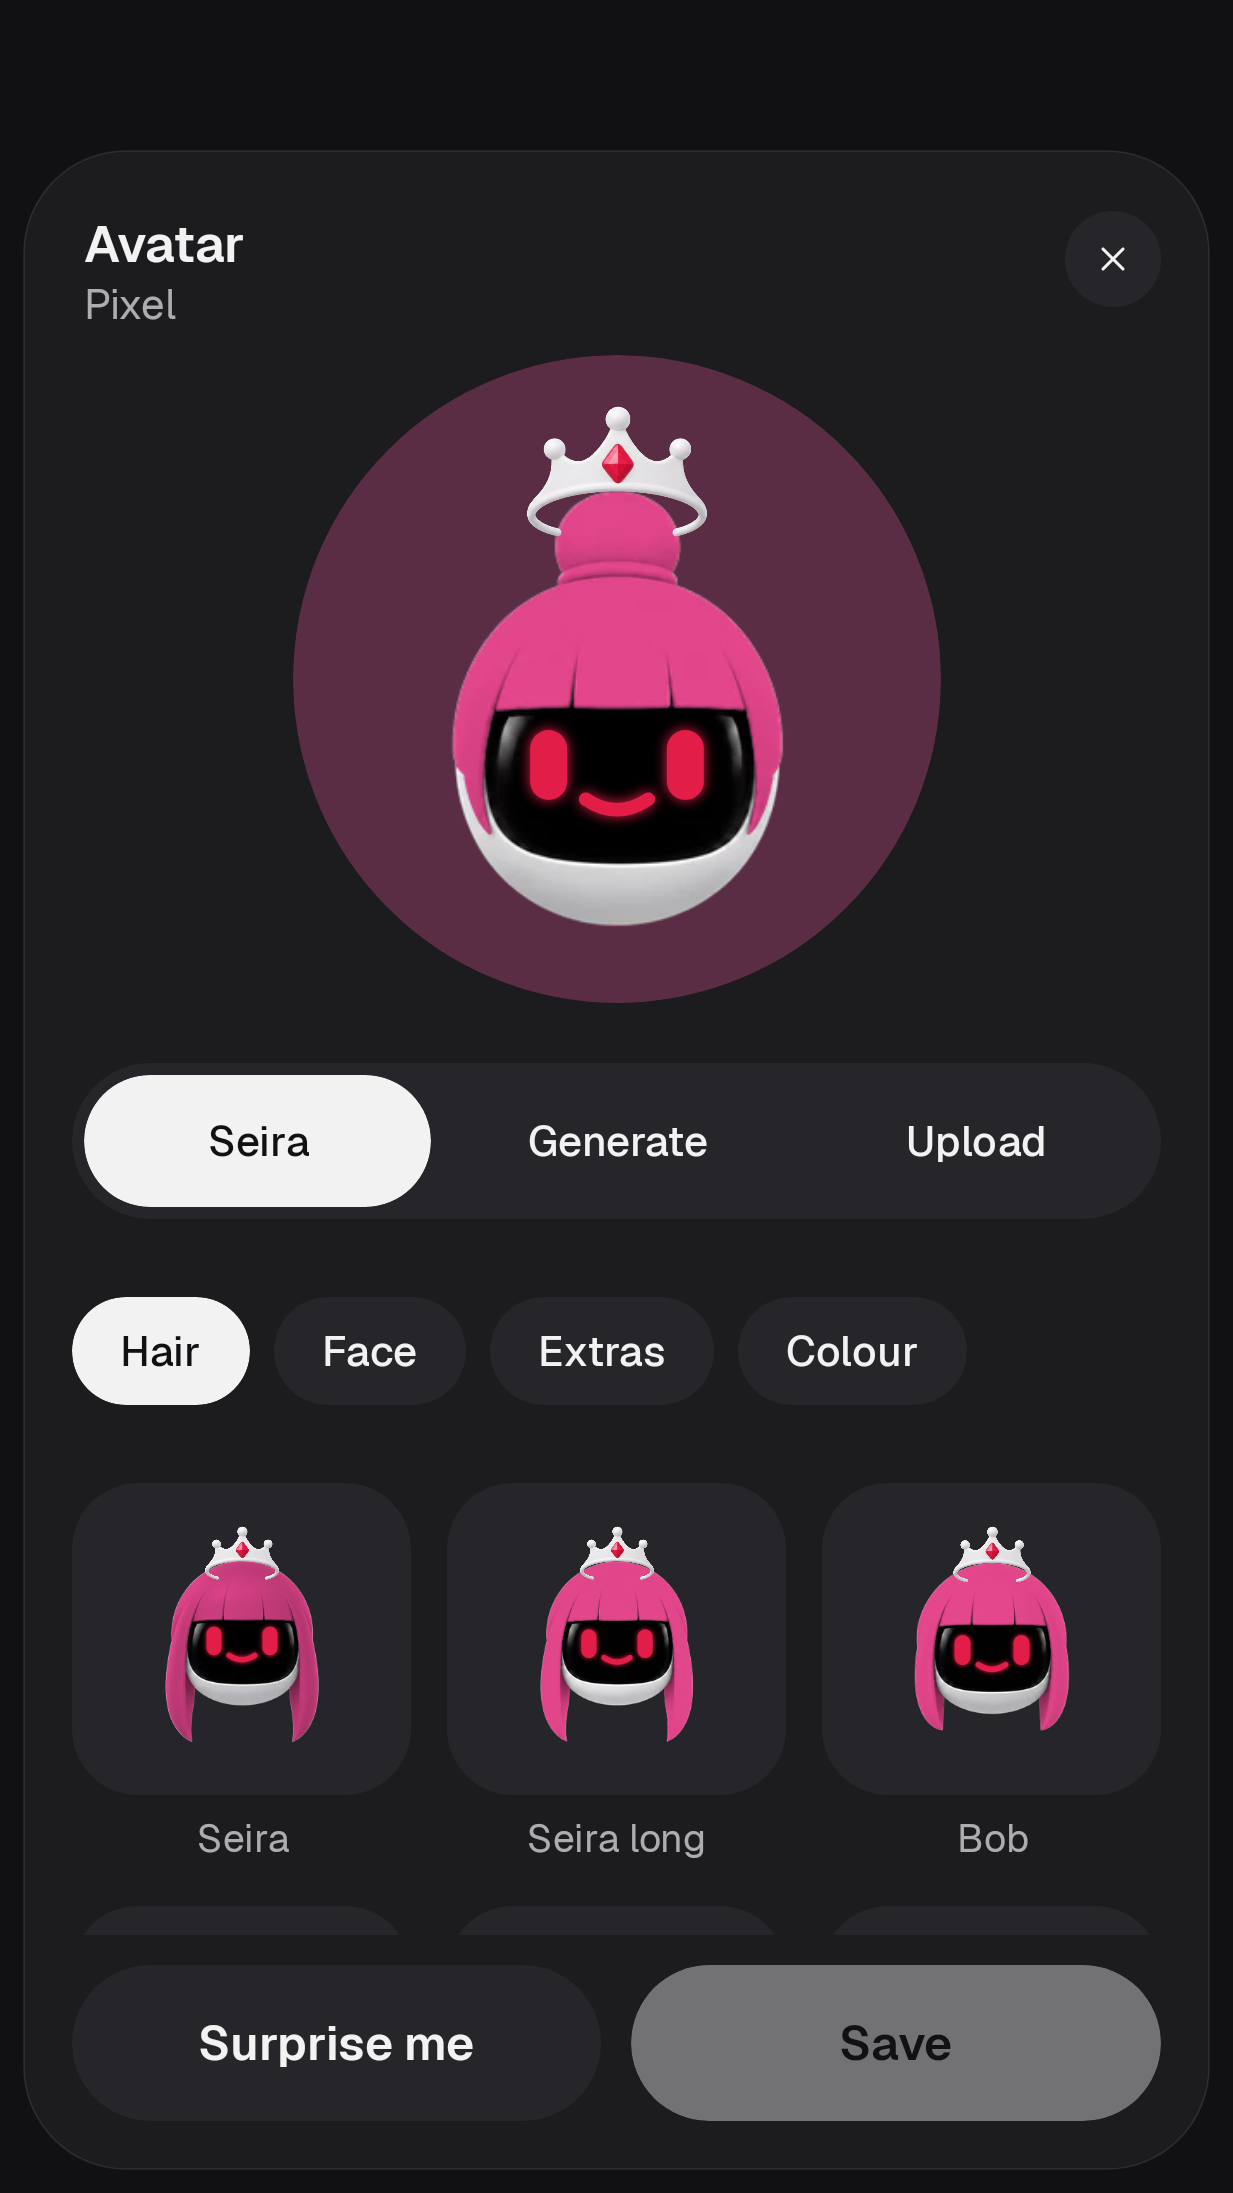 Avatar
Pixel
Seira
Generate
Upload
Hair
Face
Extras
Colour
Seira
Seira long
Bob
Surprise me
Save